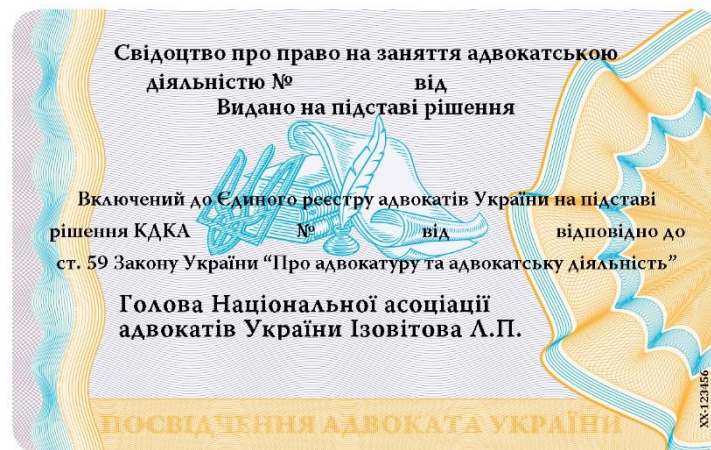 Свідоцтво про право на заняття адвокатською
діяльністю № від
Видано на підставі рішення
Включений до Єдиного реєстру адвокатів України на підставі
рішення КДКА № від відповідно до
ст. 59 Закону України “Про адвокатуру та адвокатську діяльність”
Голова Національної асоціації
адвокатів України Ізовітова Л.П.
ПОСВІДЧЕННЯ АДВОКАТА УКРАЇНИ
XX-123456